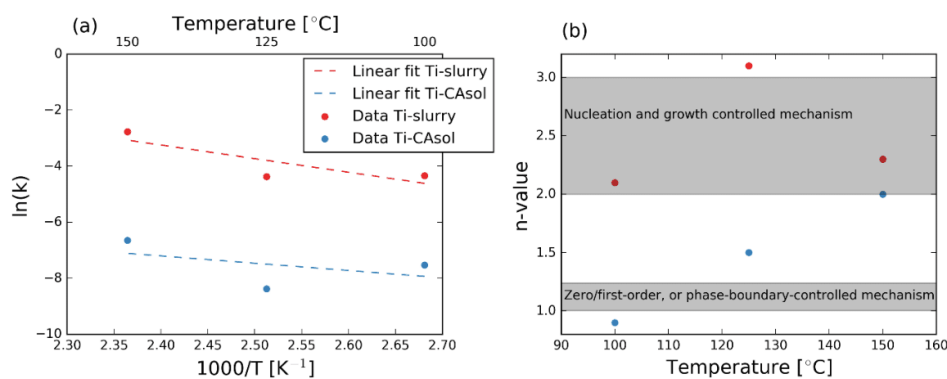 (a)
Temperature [°C]
150 125 100
0
−2
−4
−6
−8
−10
ln(k)
Linear fit Ti-slurry
Linear fit Ti-CAsol
Data Ti-slurry
Data Ti-CAsol
2.30 2.35 2.40 2.45 2.50 2.55 2.60 2.65 2.70
1000/T [K⁻¹]
(b)
3.0
2.5
2.0
1.5
1.0
n-value
Nucleation and growth controlled mechanism
Zero/first-order, or phase-boundary-controlled mechanism
90 100 110 120 130 140 150 160
Temperature [°C]